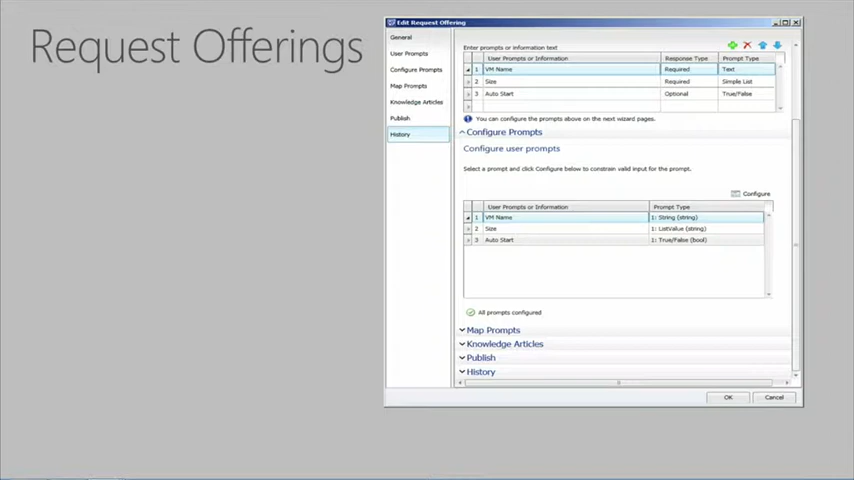 Request Offerings
Edit Request Offering
General
User Prompts
Configure Prompts
Map Prompts
Knowledge Articles
Publish
History
Enter prompts or information text
User Prompts or Information Response Type Prompt Type
1 VM Name Required Text
2 Size Required Simple List
3 Auto Start Optional True/False
You can configure the prompts above on the next wizard pages.
Configure Prompts
Configure user prompts
Select a prompt and click Configure below to constrain valid input for the prompt.
Configure
User Prompts or Information Prompt Type
1 VM Name 1: String (string)
2 Size 1: ListValue (string)
3 Auto Start 1: True/False (bool)
All prompts configured
Map Prompts
Knowledge Articles
Publish
History
OK Cancel